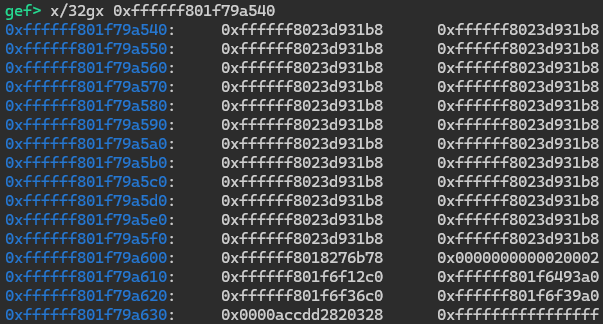 gef> x/32gx 0xffffff801f79a540
0xffffff801f79a540: 0xffffff8023d931b8 0xffffff8023d931b8
0xffffff801f79a550: 0xffffff8023d931b8 0xffffff8023d931b8
0xffffff801f79a560: 0xffffff8023d931b8 0xffffff8023d931b8
0xffffff801f79a570: 0xffffff8023d931b8 0xffffff8023d931b8
0xffffff801f79a580: 0xffffff8023d931b8 0xffffff8023d931b8
0xffffff801f79a590: 0xffffff8023d931b8 0xffffff8023d931b8
0xffffff801f79a5a0: 0xffffff8023d931b8 0xffffff8023d931b8
0xffffff801f79a5b0: 0xffffff8023d931b8 0xffffff8023d931b8
0xffffff801f79a5c0: 0xffffff8023d931b8 0xffffff8023d931b8
0xffffff801f79a5d0: 0xffffff8023d931b8 0xffffff8023d931b8
0xffffff801f79a5e0: 0xffffff8023d931b8 0xffffff8023d931b8
0xffffff801f79a5f0: 0xffffff8023d931b8 0xffffff8023d931b8
0xffffff801f79a600: 0xffffff8018276b78 0x0000000000020002
0xffffff801f79a610: 0xffffff801f6f12c0 0xffffff801f6493a0
0xffffff801f79a620: 0xffffff801f6f36c0 0xffffff801f6f39a0
0xffffff801f79a630: 0x0000accdd2820328 0xffffffffffffffff